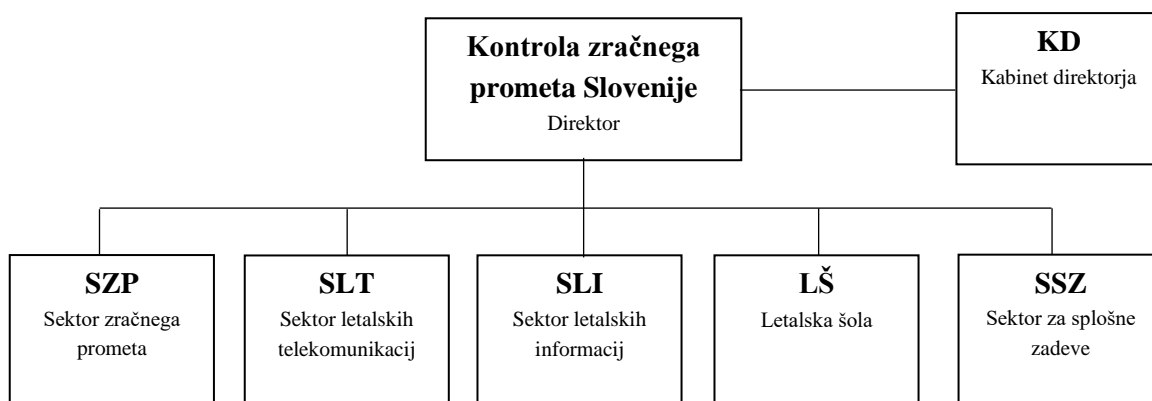 Kontrola zračnega
prometa Slovenije
Direktor
KD
Kabinet direktorja
SZP
Sektor zračnega
prometa
SLT
Sektor letalskih
telekomunikacij
SLI
Sektor letalskih
informacij
LŠ
Letalska šola
SSZ
Sektor za splošne
zadeve